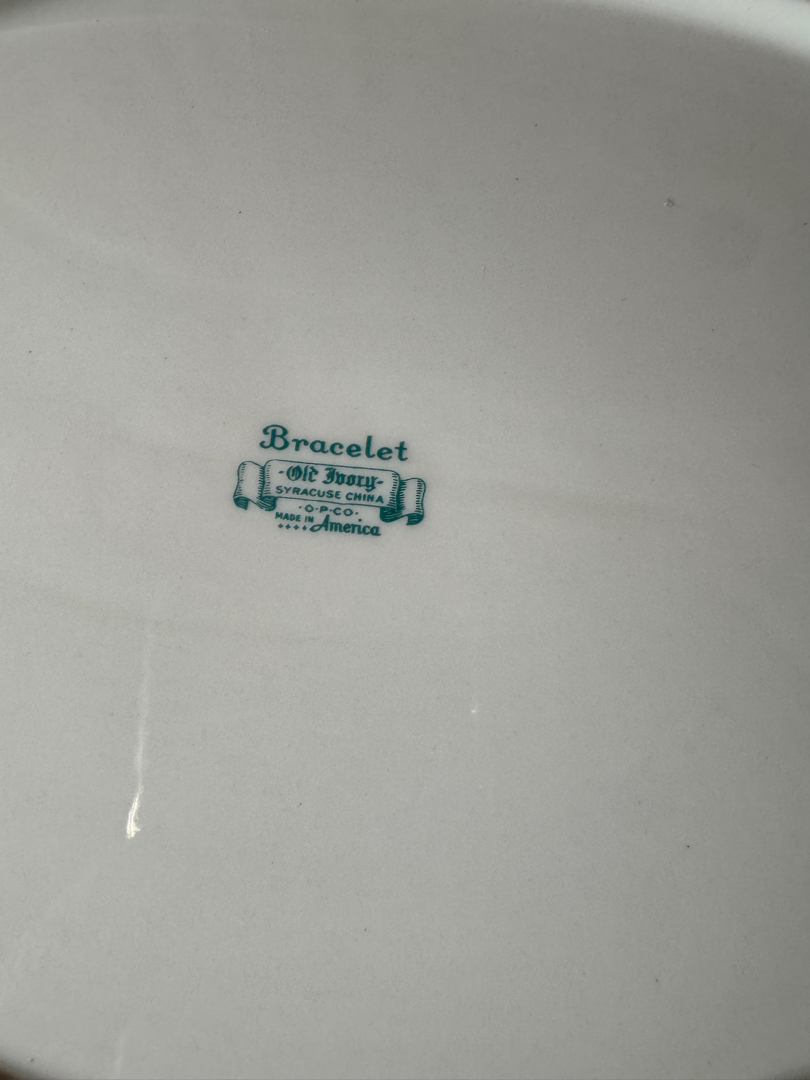 Bracelet
-Old Ivory-
SYRACUSE CHINA
·O·P·CO·
MADE IN
America